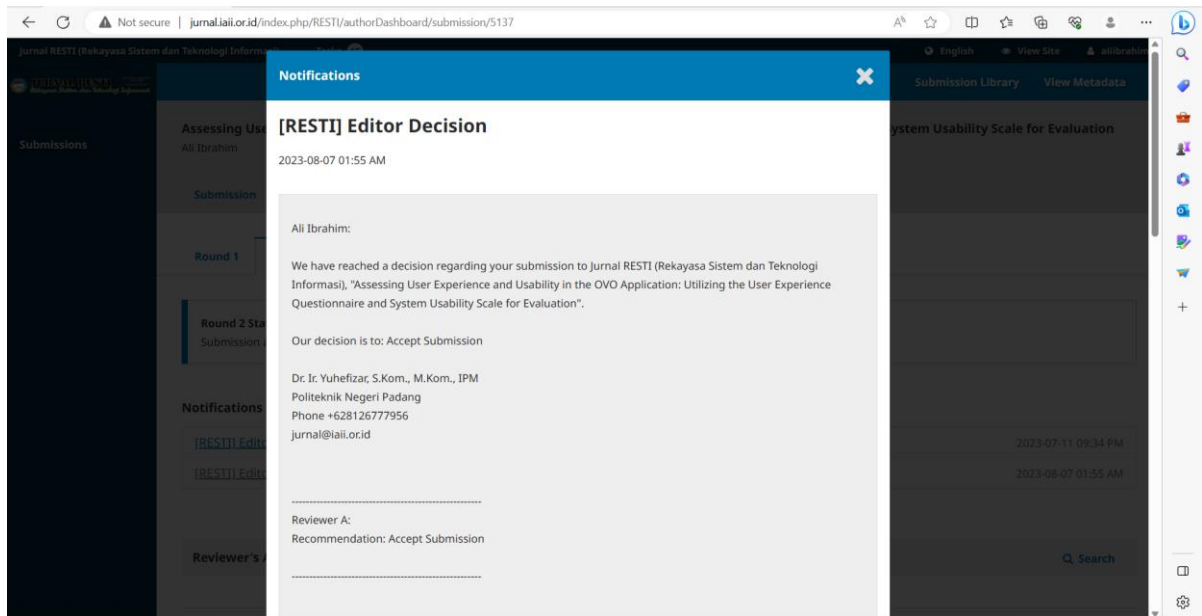 Not secure | jurnal.iaii.or.id/index.php/RESTI/authorDashboard/submission/5137
Jurnal RESTI (Rekayasa Sistem dan Teknologi Informasi)
English View Site aliibrahim
Notifications
Submission Library View Metadata
Submissions
Assessing Use
ystem Usability Scale for Evaluation
Ali Ibrahim
[RESTI] Editor Decision
2023-08-07 01:55 AM
Submission
Ali Ibrahim:
Round 1
We have reached a decision regarding your submission to Jurnal RESTI (Rekayasa Sistem dan Teknologi
Informasi), "Assessing User Experience and Usability in the OVO Application: Utilizing the User Experience
Questionnaire and System Usability Scale for Evaluation".
Round 2 Sta
Submission a
Our decision is to: Accept Submission
Dr. Ir. Yuhefizar, S.Kom., M.Kom., IPM
Politeknik Negeri Padang
Phone +628126777956
jurnal@iaii.or.id
Notifications
[RESTI] Edito
2023-07-11 09:34 PM
[RESTI] Edito
2023-08-07 01:55 AM
------------------------------------------------------
Reviewer A:
Recommendation: Accept Submission
------------------------------------------------------
Reviewer's A
Search